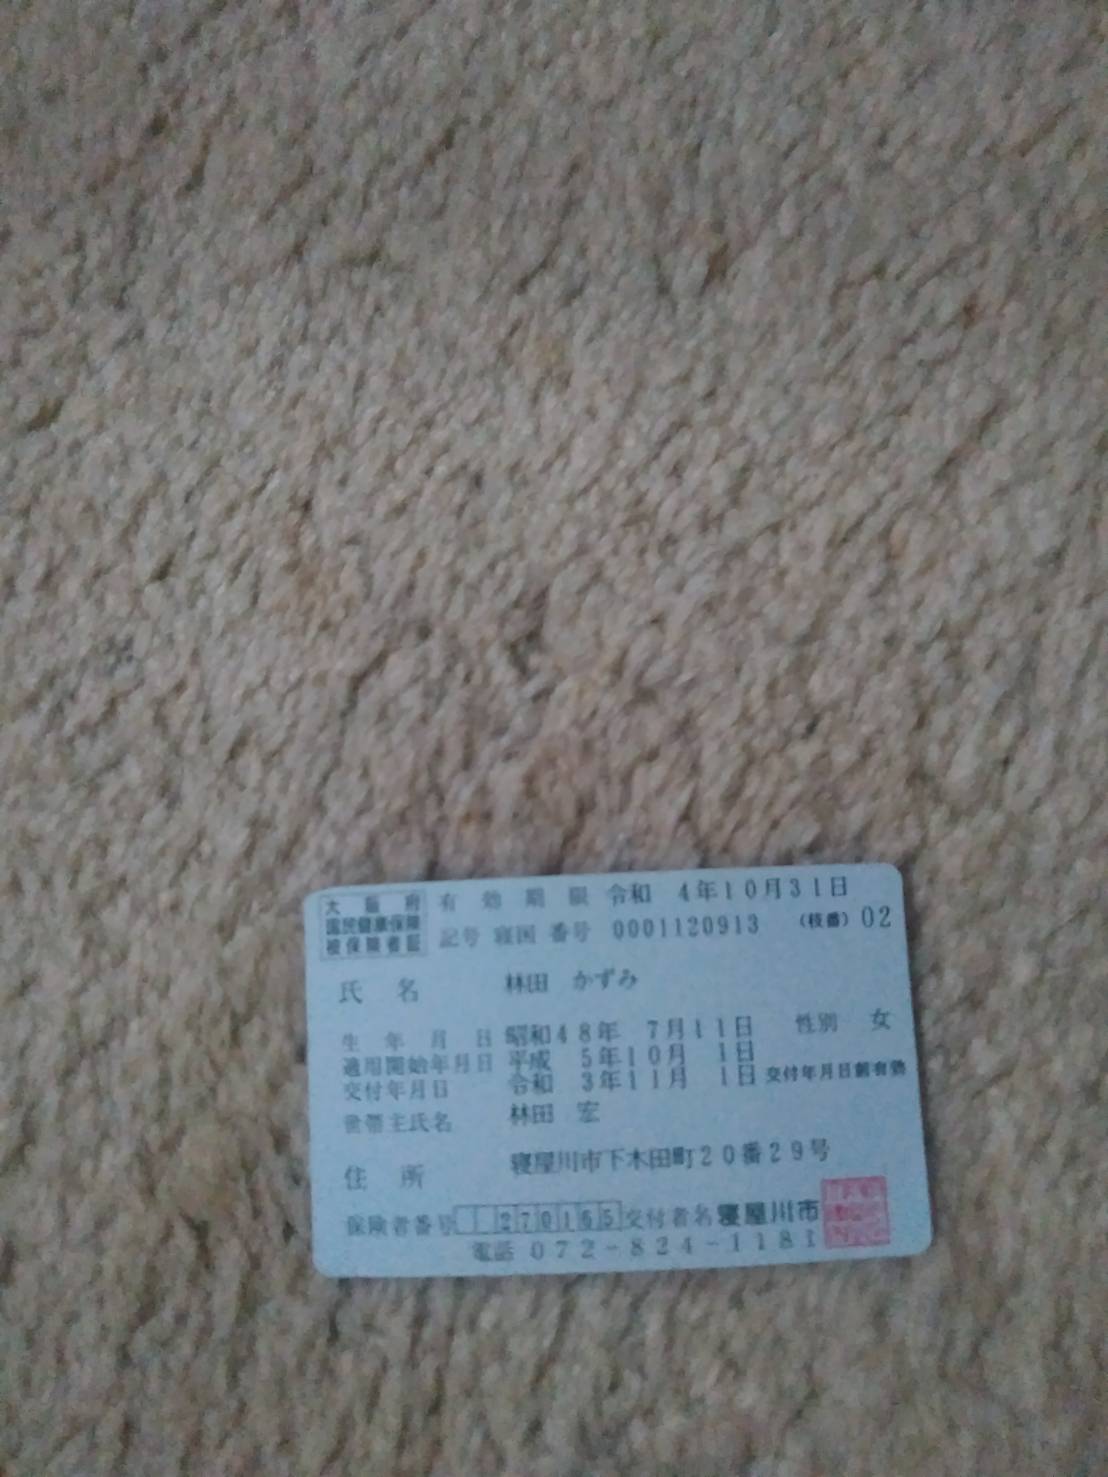 大阪府
国民健康保険
被保険者証
有効期限 令和 4年10月31日
記号 寝国 番号 0001120913 (枝番) 02
氏名 林田 かずみ
生年月日 昭和48年 7月11日 性別 女
適用開始年月日 平成 5年10月 1日
交付年月日 令和 3年11月 1日 交付年月日前有効
世帯主氏名 林田 宏
住所 寝屋川市下木田町20番29号
保険者番号 270165 交付者名 寝屋川市
電話 072-824-1181